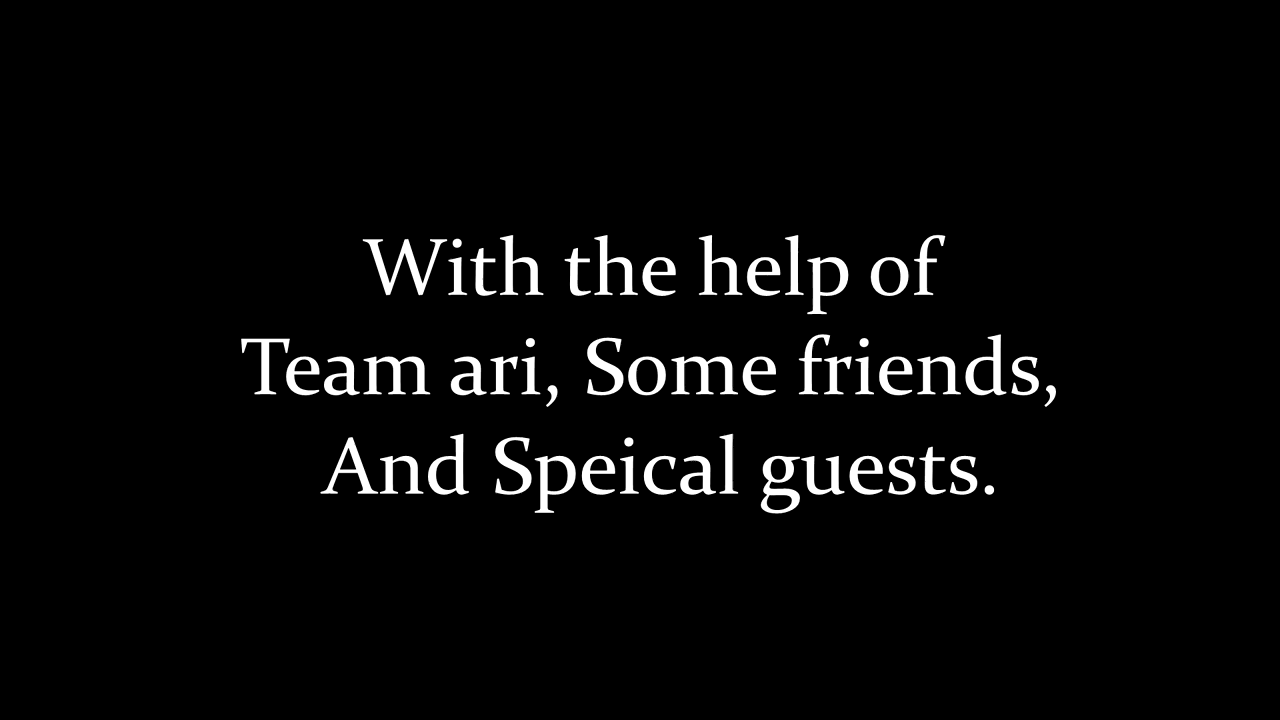 With the help of
Team ari, Some friends,
And Speical guests.